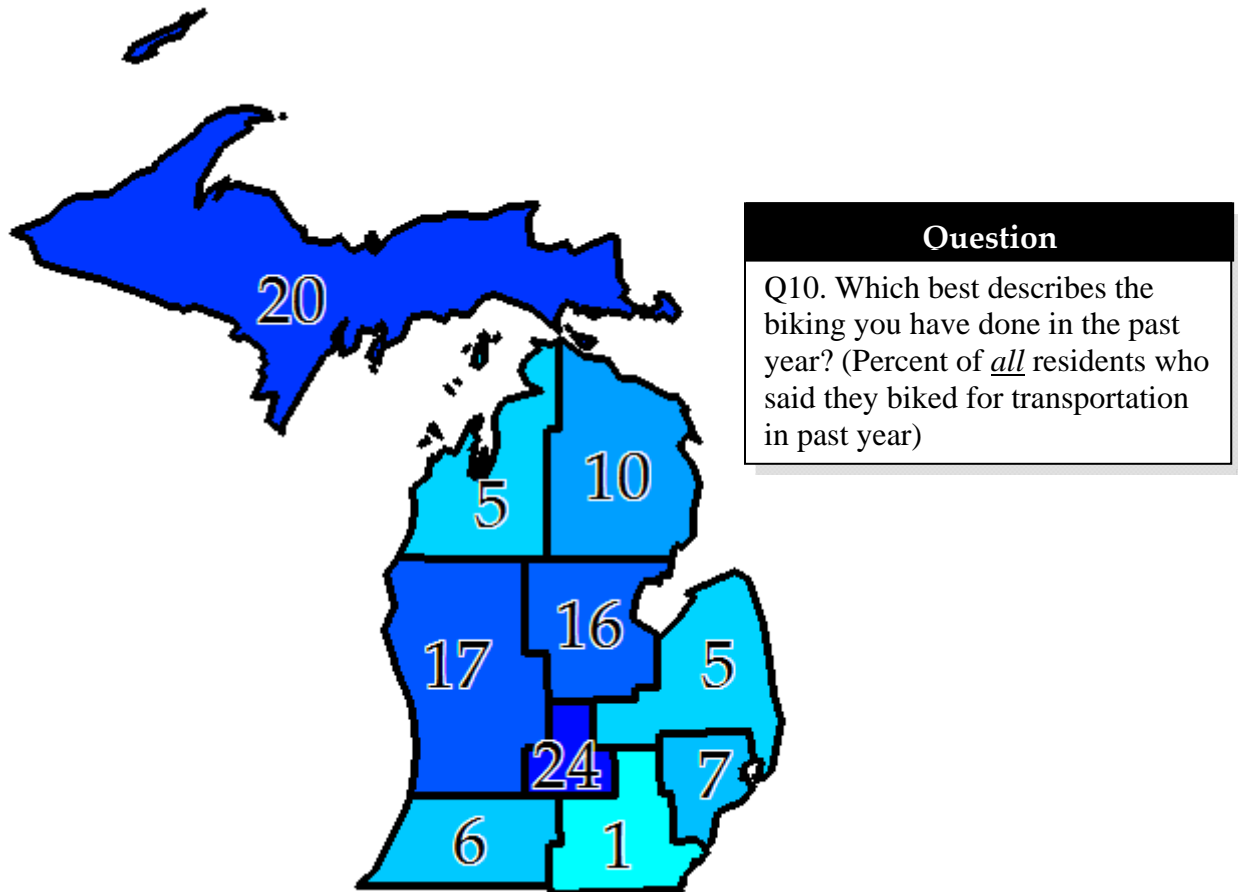 20
Ouestion
Q10. Which best describes the
biking you have done in the past
year? (Percent of all residents who
said they biked for transportation
in past year)
5
10
17
16
5
24
7
6
1